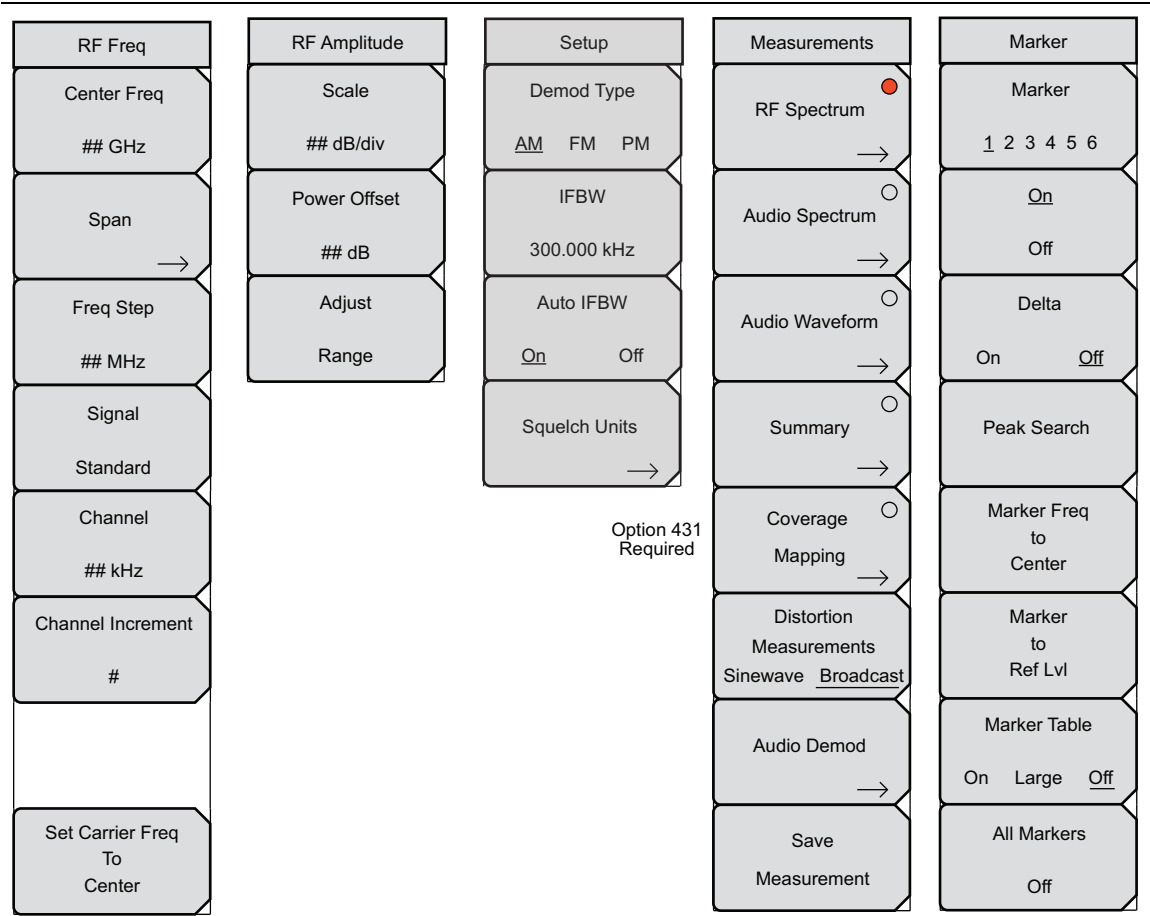 RF Freq
Center Freq
## GHz
Span
Freq Step
## MHz
Signal
Standard
Channel
## kHz
Channel Increment
#
Set Carrier Freq
To
Center
RF Amplitude
Scale
## dB/div
Power Offset
## dB
Adjust
Range
Setup
Demod Type
AM FM PM
IFBW
300.000 kHz
Auto IFBW
On Off
Squelch Units
Option 431
Required
Measurements
RF Spectrum
Audio Spectrum
Audio Waveform
Summary
Coverage
Mapping
Distortion
Measurements
Sinewave Broadcast
Audio Demod
Save
Measurement
Marker
Marker
1 2 3 4 5 6
On
Off
Delta
On Off
Peak Search
Marker Freq
to
Center
Marker
to
Ref Lvl
Marker Table
On Large Off
All Markers
Off